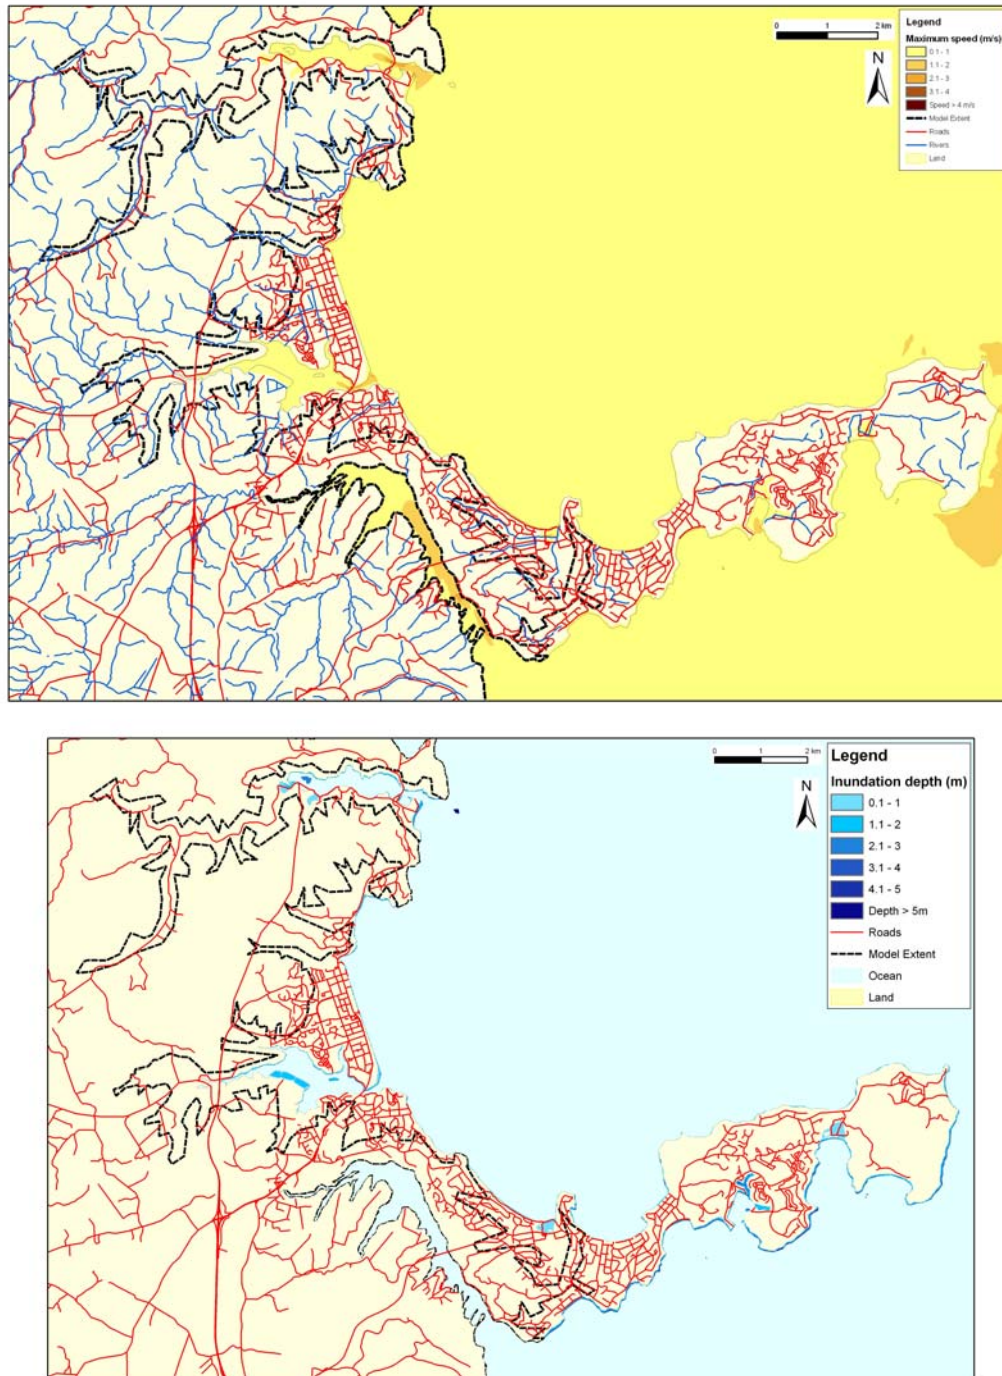 0 1 2 km
N
Legend
Maximum speed (m/s)
0.1 - 1
1.1 - 2
2.1 - 3
3.1 - 4
Speed > 4 m/s
Model Extent
Roads
Rivers
Land
0 1 2 km
N
Legend
Inundation depth (m)
0.1 - 1
1.1 - 2
2.1 - 3
3.1 - 4
4.1 - 5
Depth > 5m
Roads
Model Extent
Ocean
Land